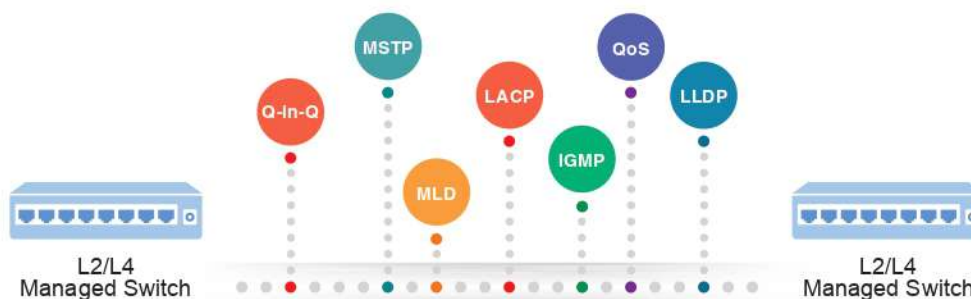 MSTP
QoS
Q-In-Q
LACP
LLDP
IGMP
MLD
L2/L4
Managed Switch
L2/L4
Managed Switch